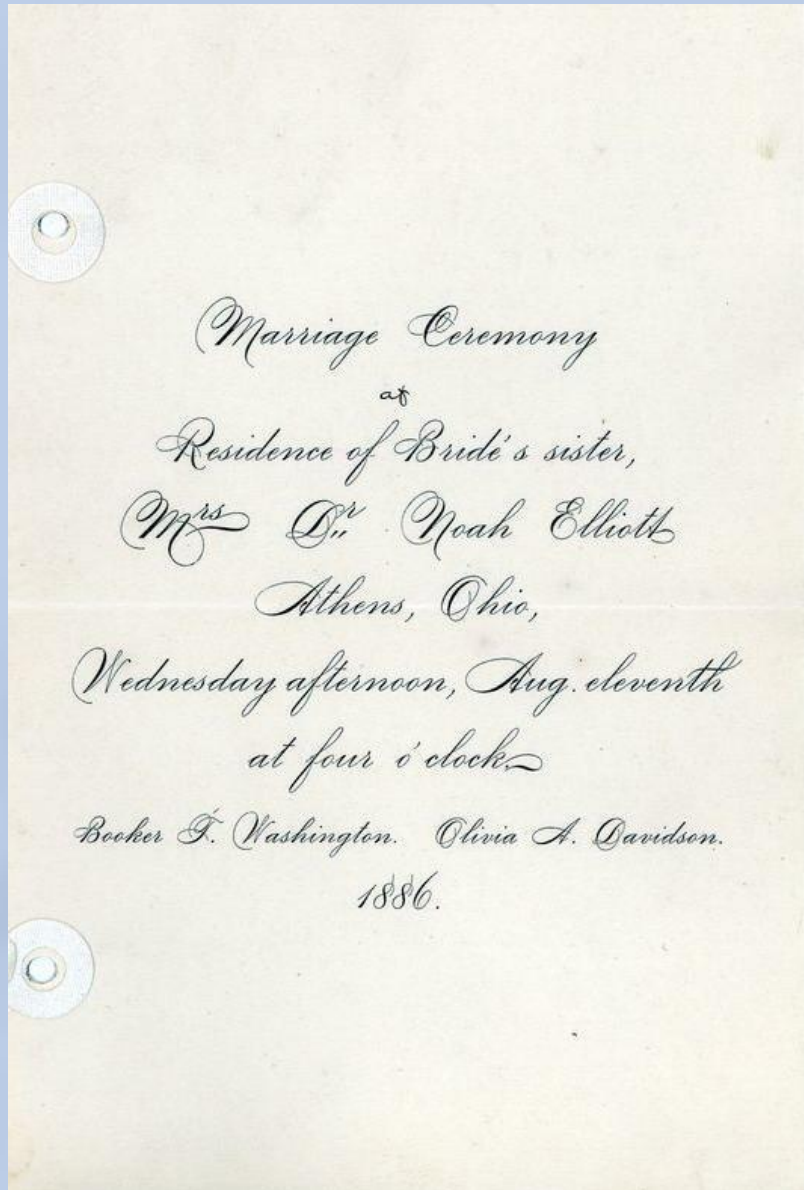 Marriage Ceremony
at
Residence of Bride's sister,
Mrs Dr. Noah Elliott
Athens, Ohio,
Wednesday afternoon, Aug. eleventh
at four o'clock.
Booker T. Washington. Olivia A. Davidson.
1886.